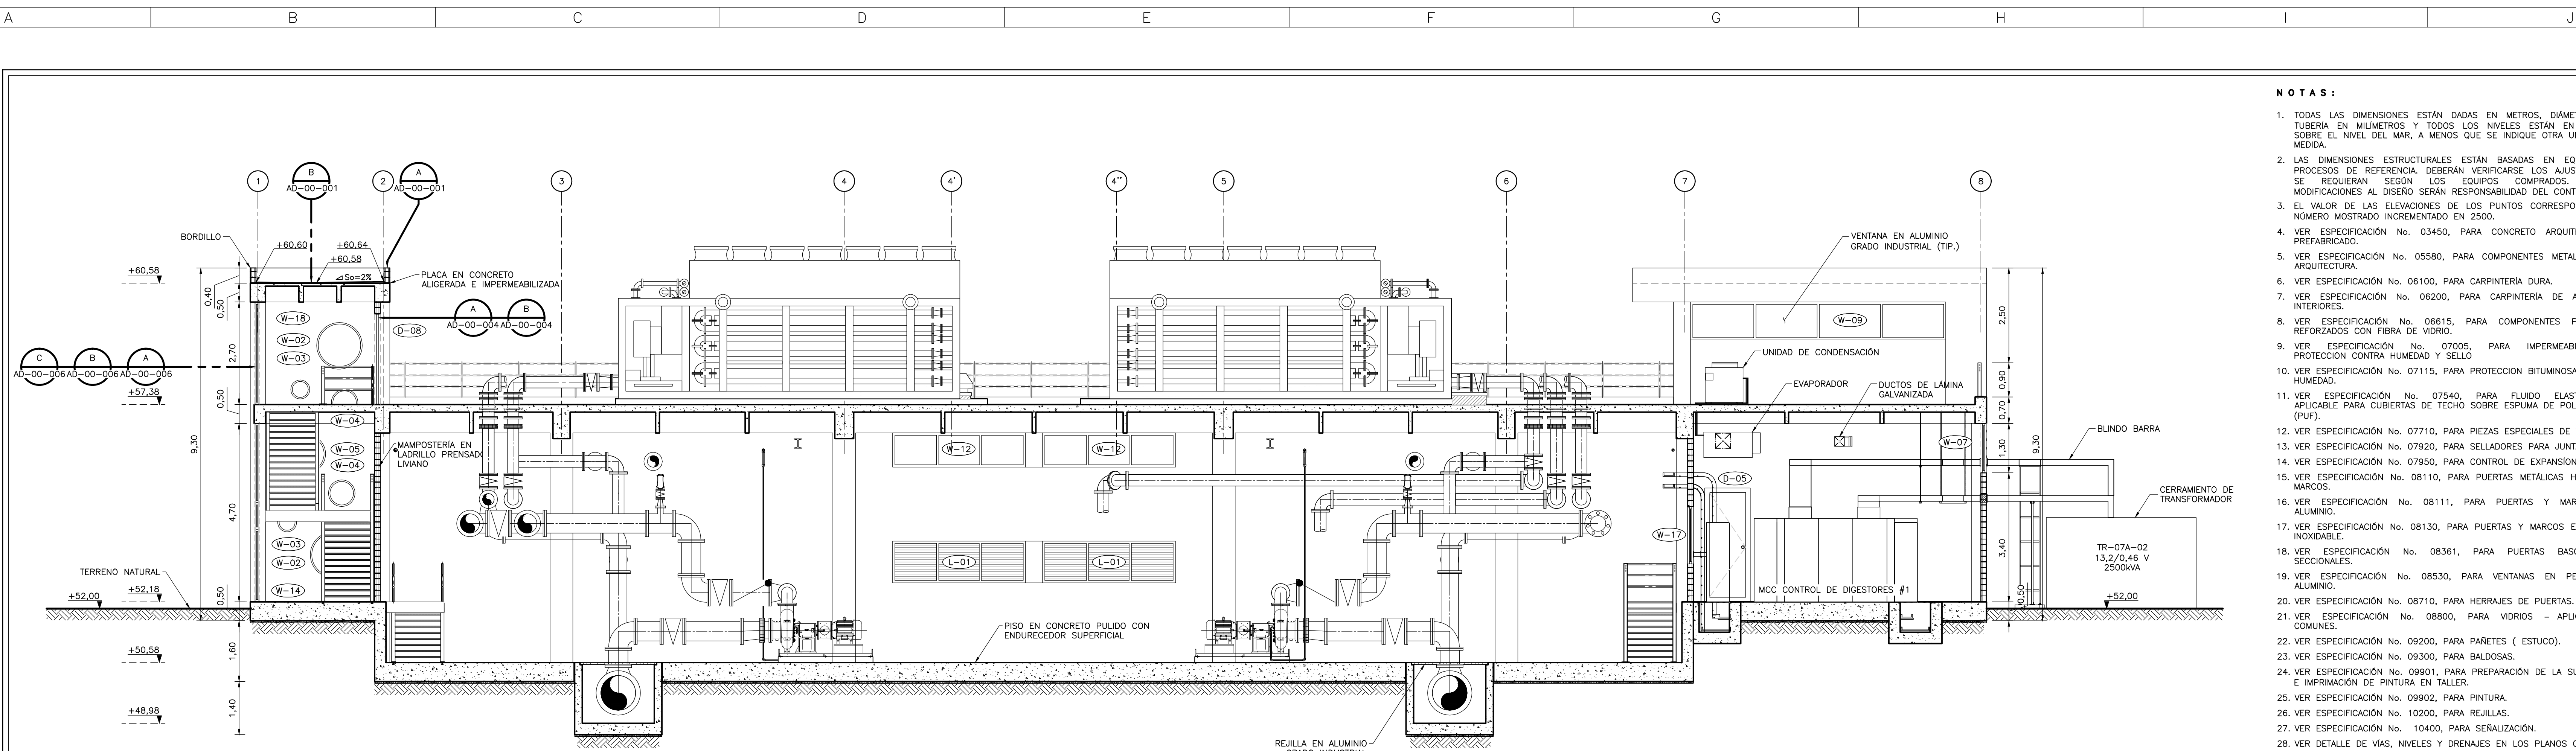 A B C D E F G H I J
NOTAS:
1. TODAS LAS DIMENSIONES ESTÁN DADAS EN METROS,
TUBERÍA EN MILÍMETROS Y TODOS LOS NIVELES ESTÁN EN
SOBRE EL NIVEL DEL MAR, A MENOS QUE SE INDIQUE OTRA
MEDIDA.
2. LAS DIMENSIONES ESTRUCTURALES ESTÁN BASADAS EN
PROCESOS DE REFERENCIA. DEBERÁN VERIFICARSE LOS
SE REQUIERAN SEGÚN LOS EQUIPOS COMPRADOS.
MODIFICACIONES AL DISEÑO SERÁN RESPONSABILIDAD DEL
3. EL VALOR DE LAS ELEVACIONES DE LOS PUNTOS
NÚMERO MOSTRADO INCREMENTADO EN 2500.
4. VER ESPECIFICACIÓN No. 03450, PARA CONCRETO
PREFABRICADO.
5. VER ESPECIFICACIÓN No. 05580, PARA COMPONENTES
ARQUITECTURA.
6. VER ESPECIFICACIÓN No. 06100, PARA CARPINTERÍA DURA.
7. VER ESPECIFICACIÓN No. 06200, PARA CARPINTERÍA DE
INTERIORES.
8. VER ESPECIFICACIÓN No. 06615, PARA COMPONENTES
REFORZADOS CON FIBRA DE VIDRIO.
9. VER ESPECIFICACIÓN No. 07005, PARA
PROTECCION CONTRA HUMEDAD Y SELLO
10. VER ESPECIFICACIÓN No. 07115, PARA PROTECCION BITUMINOSA
HUMEDAD.
11. VER ESPECIFICACIÓN No. 07540, PARA FLUIDO
APLICABLE PARA CUBIERTAS DE TECHO SOBRE ESPUMA DE
(PUF).
12. VER ESPECIFICACIÓN No. 07710, PARA PIEZAS ESPECIALES DE
13. VER ESPECIFICACIÓN No. 07920, PARA SELLADORES PARA
14. VER ESPECIFICACIÓN No. 07950, PARA CONTROL DE EXPANSÍON
15. VER ESPECIFICACIÓN No. 08110, PARA PUERTAS METÁLICAS
MARCOS.
16. VER ESPECIFICACIÓN No. 08111, PARA PUERTAS Y
ALUMINIO.
17. VER ESPECIFICACIÓN No. 08130, PARA PUERTAS Y MARCOS
INOXIDABLE.
18. VER ESPECIFICACIÓN No. 08361, PARA PUERTAS
SECCIONALES.
19. VER ESPECIFICACIÓN No. 08530, PARA VENTANAS EN
ALUMINIO.
20. VER ESPECIFICACIÓN No. 08710, PARA HERRAJES DE PUERTAS.
21. VER ESPECIFICACIÓN No. 08800, PARA VIDRIOS –
COMUNES.
22. VER ESPECIFICACIÓN No. 09200, PARA PAÑETES ( ESTUCO).
23. VER ESPECIFICACIÓN No. 09300, PARA BALDOSAS.
24. VER ESPECIFICACIÓN No. 09901, PARA PREPARACIÓN DE LA
E IMPRIMACIÓN DE PINTURA EN TALLER.
25. VER ESPECIFICACIÓN No. 09902, PARA PINTURA.
26. VER ESPECIFICACIÓN No. 10200, PARA REJILLAS.
27. VER ESPECIFICACIÓN No. 10400, PARA SEÑALIZACIÓN.
28. VER DETALLE DE VÍAS, NIVELES Y DRENAJES EN LOS PLANOS
1 2 3 4 4' 4'' 5 6 7 8
B
AD-00-001
A
AD-00-001
BORDILLO
+60,60
+60,64
+60,58
So=2%
+60,58
PLACA EN CONCRETO
ALIGERADA E IMPERMEABILIZADA
A
AD-00-004
B
AD-00-004
D-08
C
AD-00-006
B
AD-00-006
A
AD-00-006
0,40
0,50
2,70
0,50
4,70
0,50
9,30
1,60
1,40
+57,38
W-18
W-02
W-03
W-04
W-05
W-04
W-03
W-02
W-14
MAMPOSTERÍA EN
LADRILLO PRENSADO
LIVIANO
TERRENO NATURAL
+52,00
+52,18
+50,58
+48,98
W-12
W-12
L-01
L-01
PISO EN CONCRETO PULIDO CON
ENDURECEDOR SUPERFICIAL
REJILLA EN ALUMINIO
VENTANA EN ALUMINIO
GRADO INDUSTRIAL (TIP.)
W-09
UNIDAD DE CONDENSACIÓN
EVAPORADOR
DUCTOS DE LÁMINA
GALVANIZADA
W-07
D-05
W-17
MCC CONTROL DE DIGESTORES #1
2,50
0,90
0,70
1,30
3,40
0,50
9,30
BLINDO BARRA
CERRAMIENTO DE
TRANSFORMADOR
TR-07A-02
13,2/0,46 V
2500kVA
+52,00